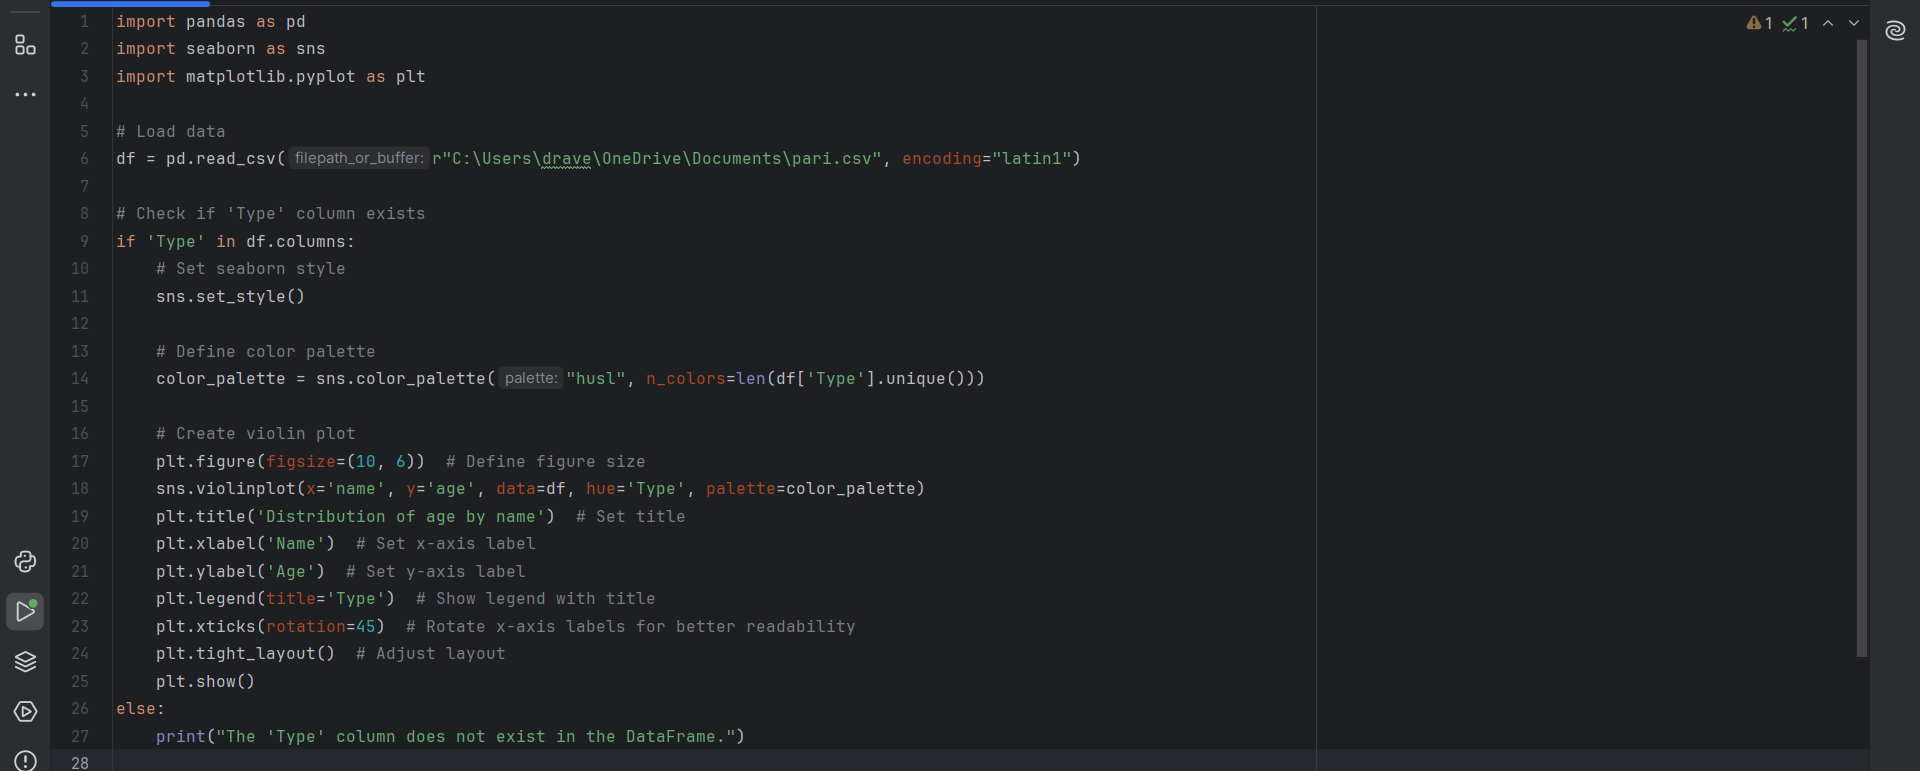 1 import pandas as pd
2 import seaborn as sns
3 import matplotlib.pyplot as plt
4
5 # Load data
6 df = pd.read_csv( filepath_or_buffer: r"C:\Users\drave\OneDrive\Documents\pari.csv", encoding="latin1")
7
8 # Check if 'Type' column exists
9 if 'Type' in df.columns:
10     # Set seaborn style
11     sns.set_style()
12
13     # Define color palette
14     color_palette = sns.color_palette( palette: "husl", n_colors=len(df['Type'].unique()))
15
16     # Create violin plot
17     plt.figure(figsize=(10, 6))  # Define figure size
18     sns.violinplot(x='name', y='age', data=df, hue='Type', palette=color_palette)
19     plt.title('Distribution of age by name')  # Set title
20     plt.xlabel('Name')  # Set x-axis label
21     plt.ylabel('Age')  # Set y-axis label
22     plt.legend(title='Type')  # Show legend with title
23     plt.xticks(rotation=45)  # Rotate x-axis labels for better readability
24     plt.tight_layout()  # Adjust layout
25     plt.show()
26 else:
27     print("The 'Type' column does not exist in the DataFrame.")
28
1 1